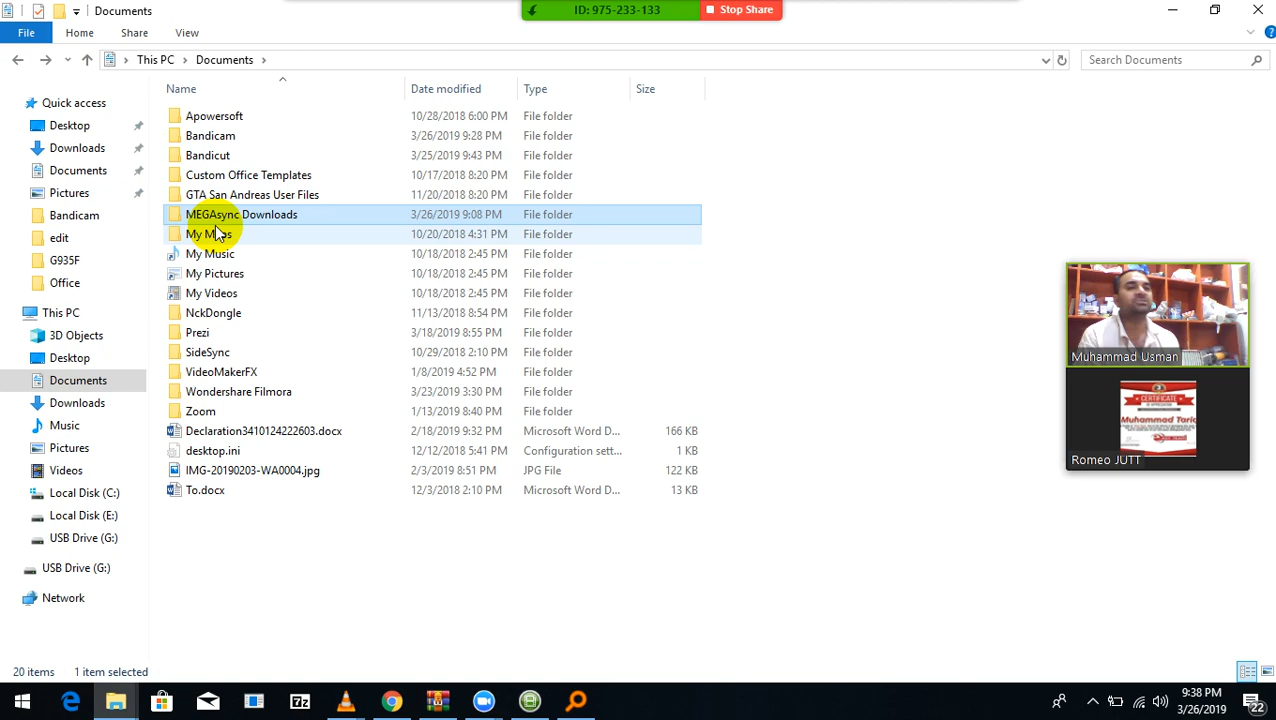 Documents
ID: 975-233-133
Stop Share
File Home Share View
This PC Documents
Search Documents
Name Date modified Type Size
Quick access
Desktop
Downloads
Documents
Pictures
Bandicam
edit
G935F
Office
This PC
3D Objects
Desktop
Documents
Downloads
Music
Pictures
Videos
Local Disk (C:)
Local Disk (E:)
USB Drive (G:)
USB Drive (G:)
Network
Apowersoft 10/28/2018 6:00 PM File folder
Bandicam 3/26/2019 9:28 PM File folder
Bandicut 3/25/2019 9:43 PM File folder
Custom Office Templates 10/17/2018 8:20 PM File folder
GTA San Andreas User Files 11/20/2018 8:20 PM File folder
MEGAsync Downloads 3/26/2019 9:08 PM File folder
My 10/20/2018 4:31 PM File folder
My Music 10/18/2018 2:45 PM File folder
My Pictures 10/18/2018 2:45 PM File folder
My Videos 10/18/2018 2:45 PM File folder
NckDongle 11/13/2018 8:54 PM File folder
Prezi 3/18/2019 8:55 PM File folder
SideSync 10/29/2018 2:10 PM File folder
VideoMakerFX 1/8/2019 4:52 PM File folder
Wondershare Filmora 3/23/2019 3:30 PM File folder
Zoom 1/13/2019 8:40 PM File folder
Declaration3410124222603.docx 2/18/2019 9:32 PM Microsoft Word D... 166 KB
desktop.ini 12/12/2018 5:41 PM Configuration sett... 1 KB
IMG-20190203-WA0004.jpg 2/3/2019 8:51 PM JPG File 122 KB
To.docx 12/3/2018 2:10 PM Microsoft Word D... 13 KB
Muhammad Usman
CERTIFICATE
OF APPRECIATION
Muhammad Tariq
Romeo JUTT
20 items 1 item selected
7z
9:38 PM
3/26/2019
22